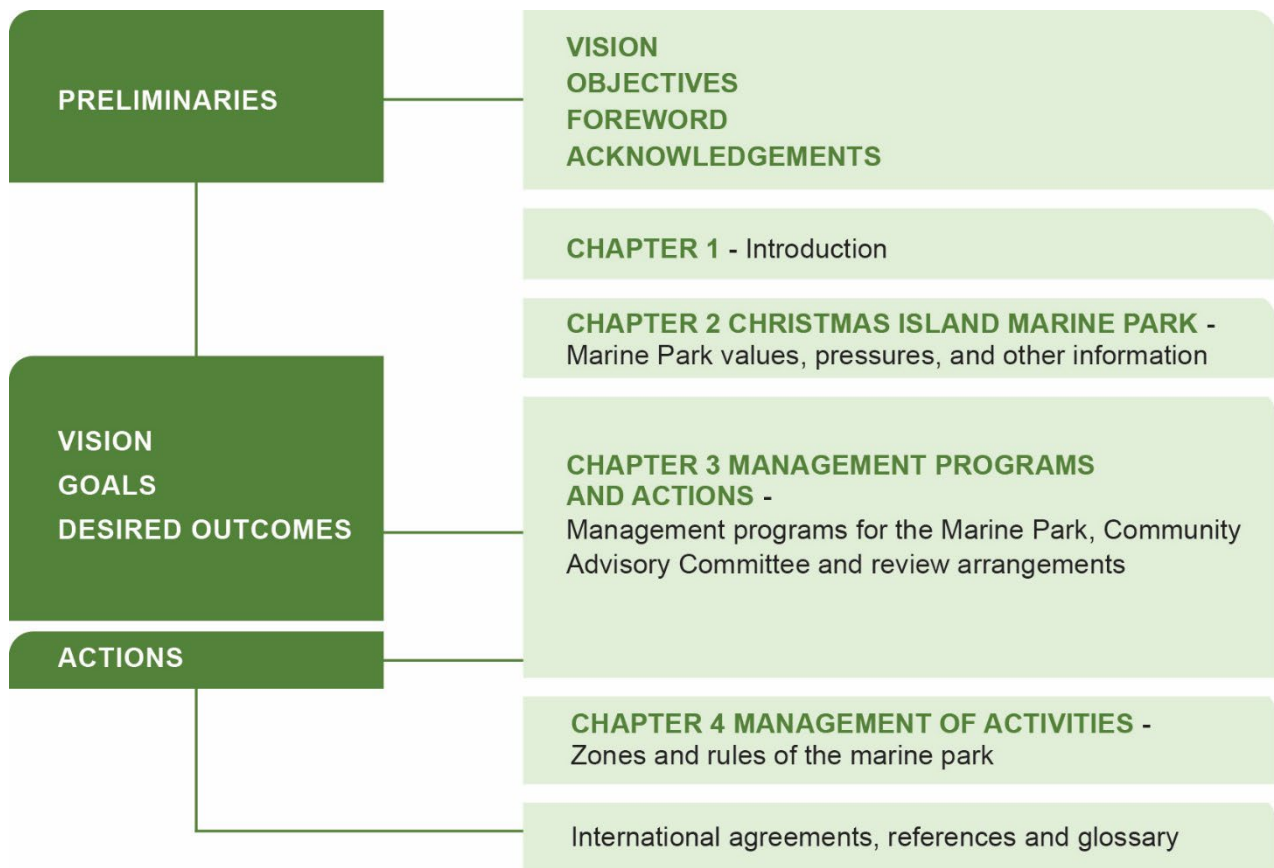 PRELIMINARIES
VISION
OBJECTIVES
FOREWORD
ACKNOWLEDGEMENTS
CHAPTER 1 - Introduction
CHAPTER 2 CHRISTMAS ISLAND MARINE PARK -
Marine Park values, pressures, and other information
VISION
GOALS
DESIRED OUTCOMES
CHAPTER 3 MANAGEMENT PROGRAMS
AND ACTIONS -
Management programs for the Marine Park, Community
Advisory Committee and review arrangements
ACTIONS
CHAPTER 4 MANAGEMENT OF ACTIVITIES -
Zones and rules of the marine park
International agreements, references and glossary